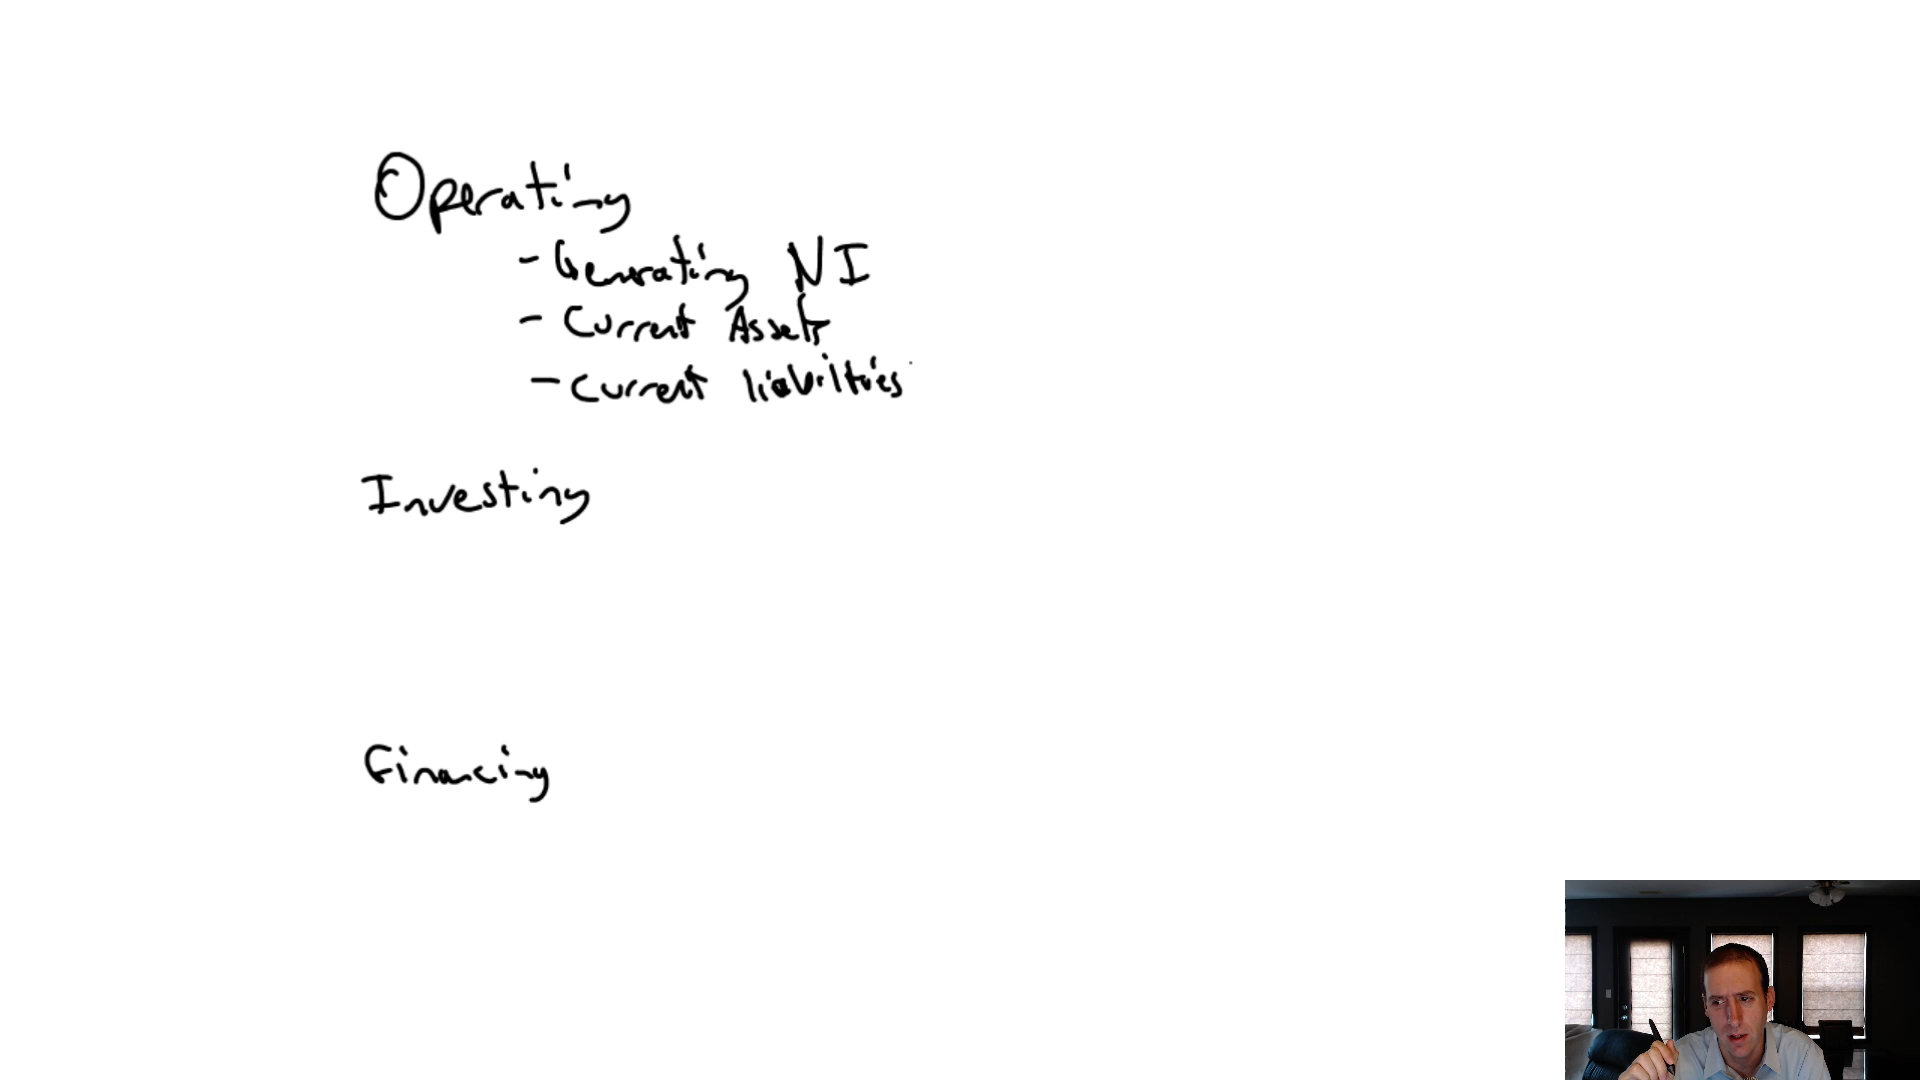 Operating
- Generating NI
- Current Assets
- Current liabilities
Investing
Financing